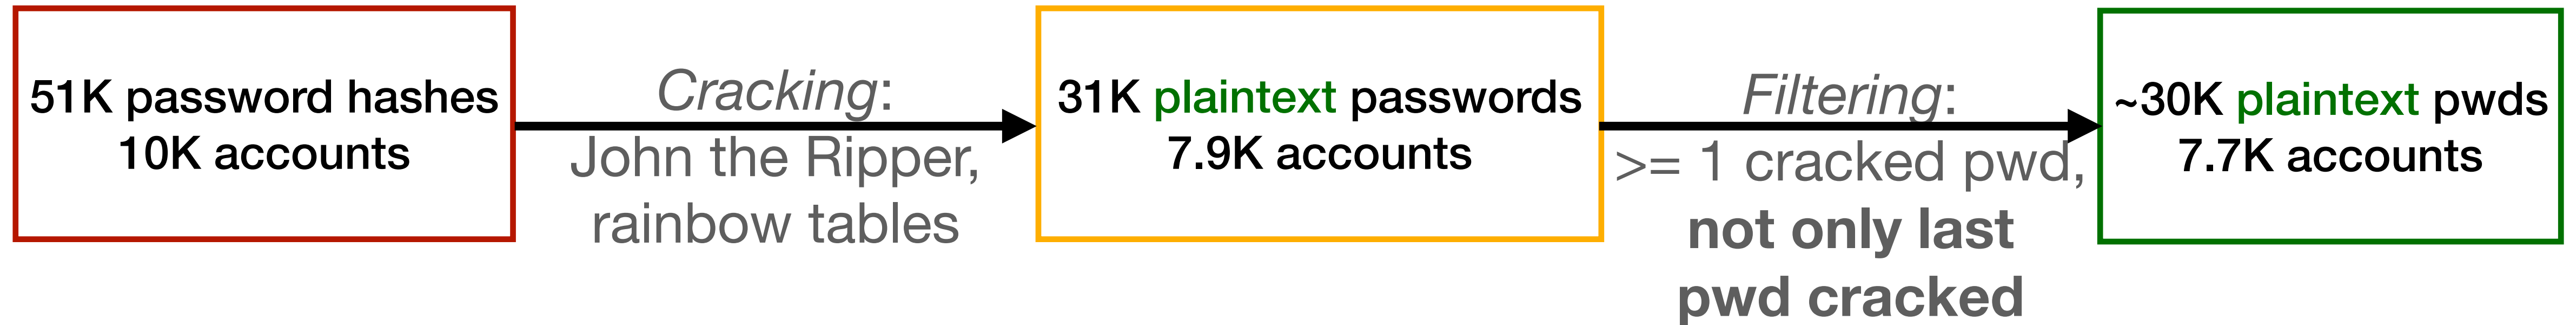 51K password hashes
10K accounts
Cracking:
John the Ripper,
rainbow tables
31K plaintext passwords
7.9K accounts
Filtering:
>= 1 cracked pwd,
not only last
pwd cracked
~30K plaintext pwds
7.7K accounts